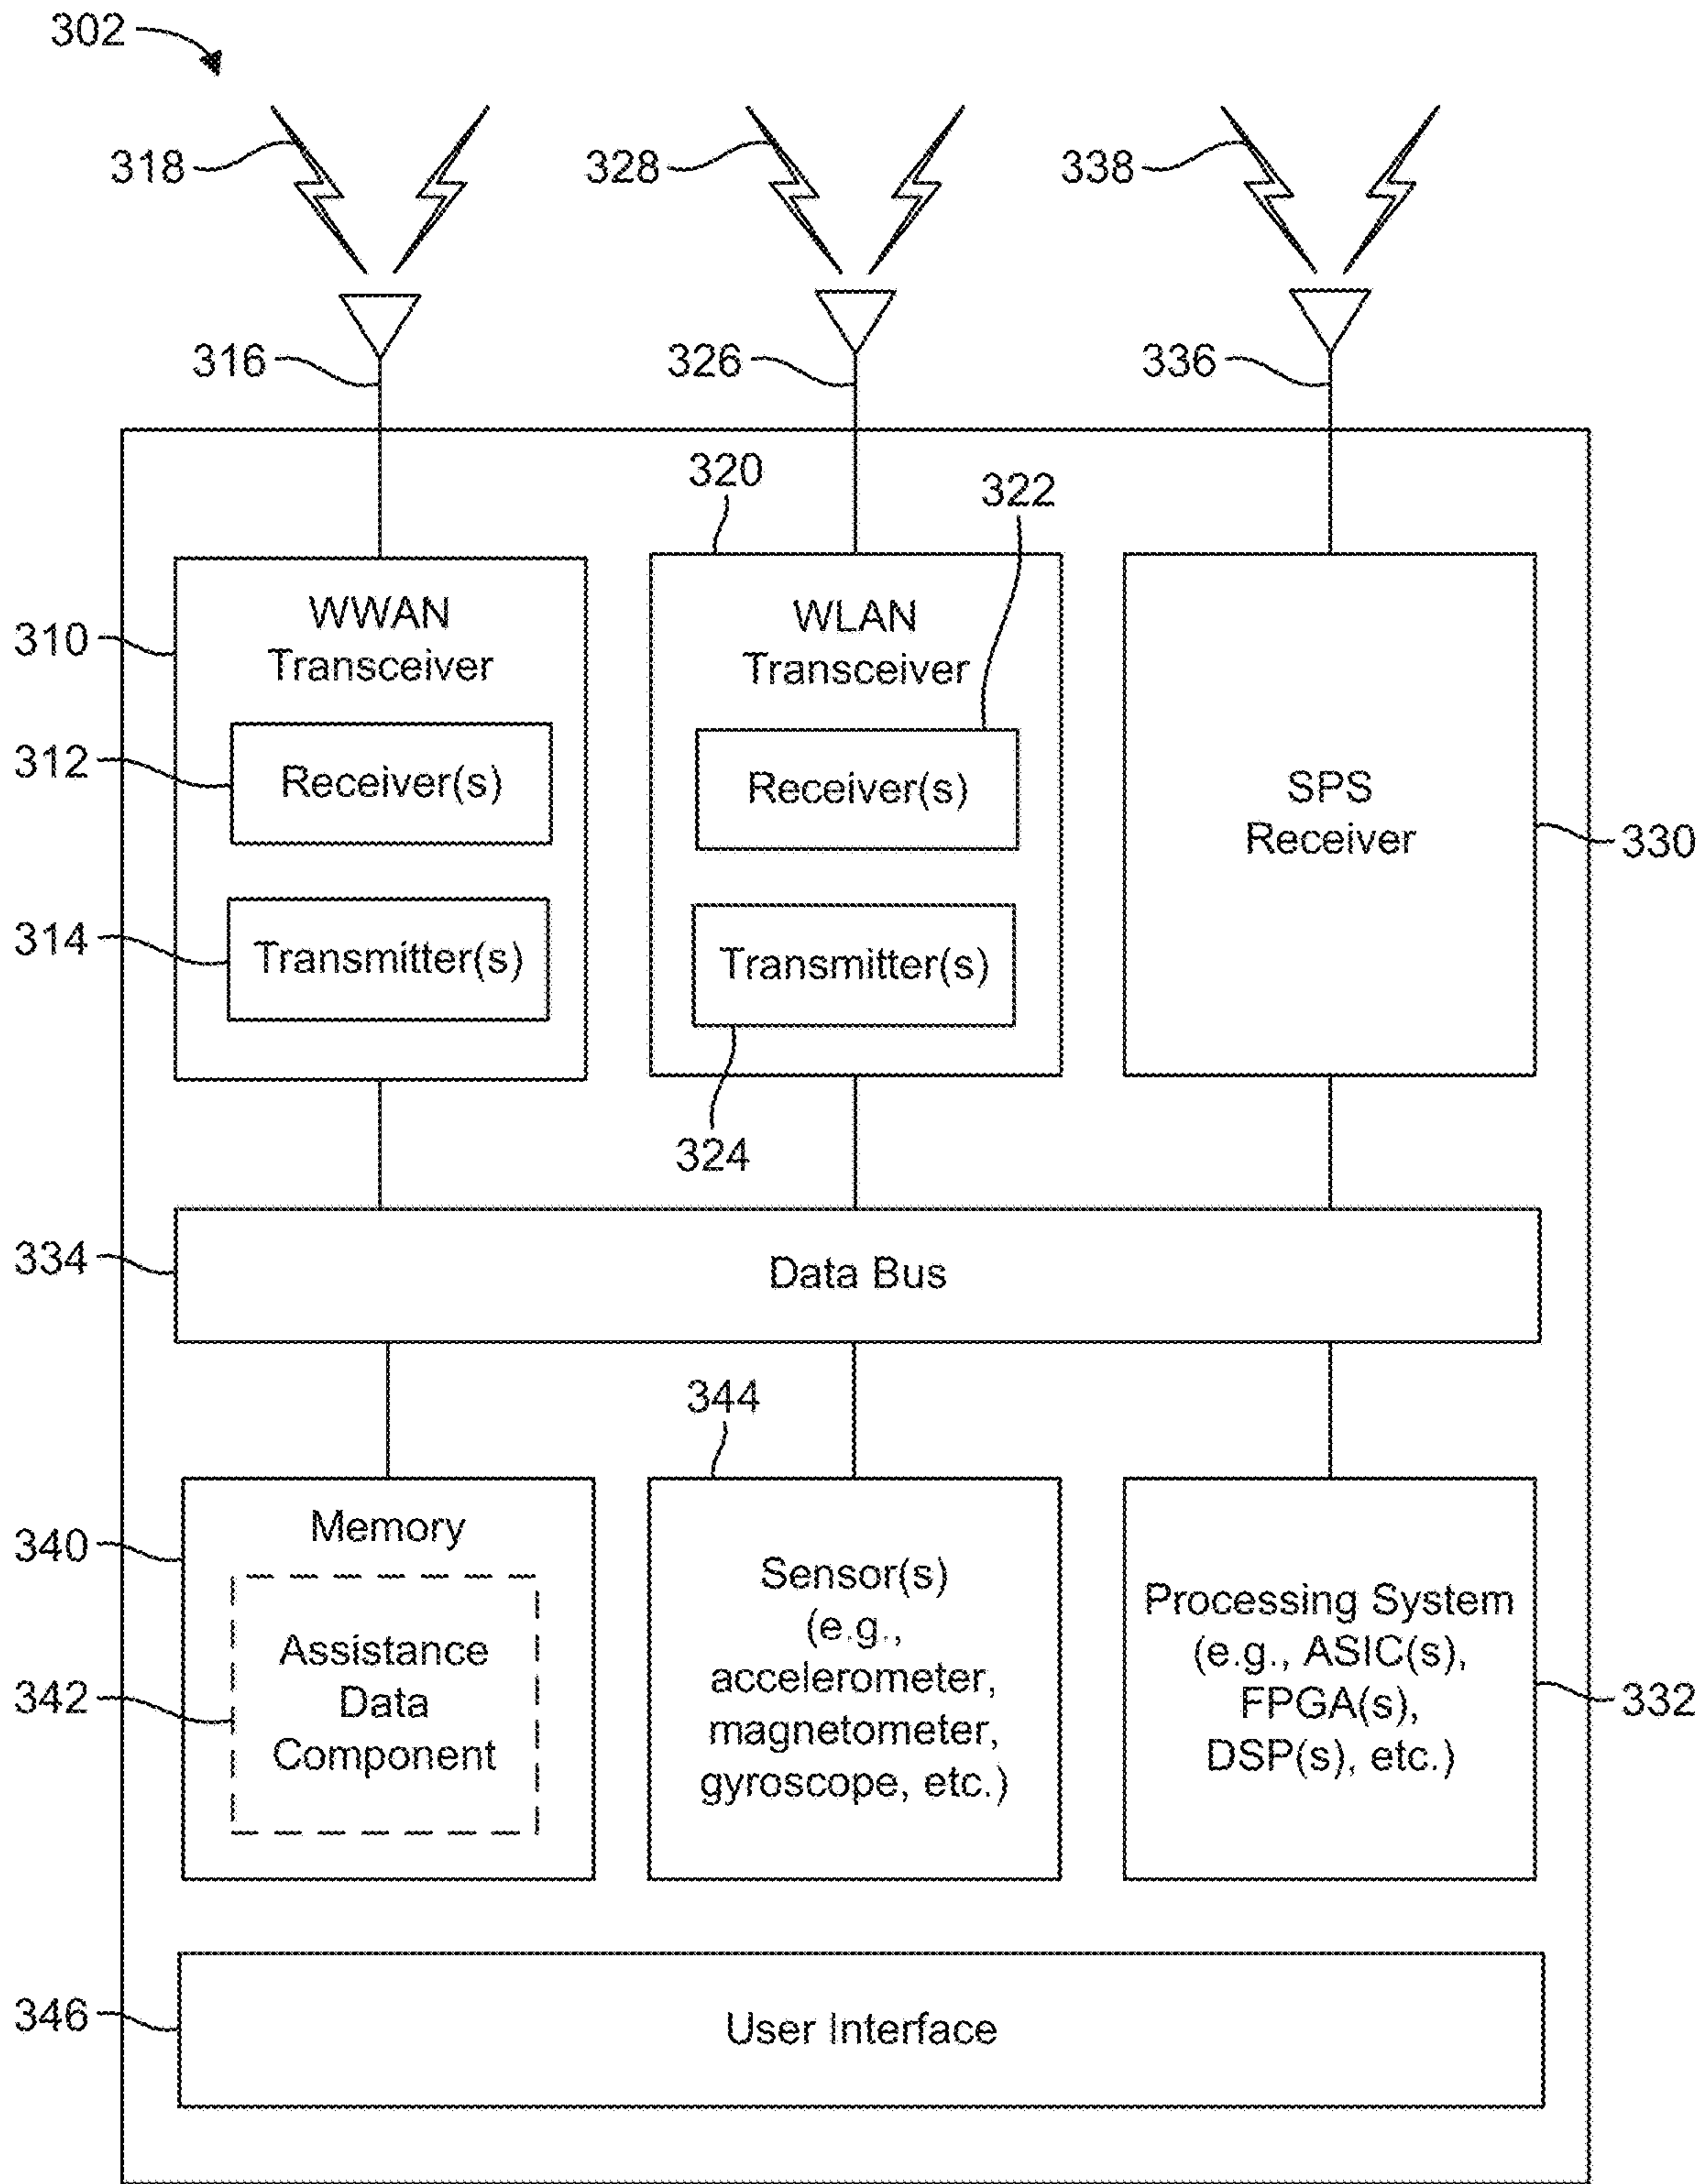 302
318
328
338
316
326
336
320
322
310
WWAN
Transceiver
WLAN
Transceiver
312
Receiver(s)
Receiver(s)
SPS
Receiver
330
314
Transmitter(s)
Transmitter(s)
324
334
Data Bus
344
340
Memory
342
Assistance
Data
Component
Sensor(s)
(e.g.,
accelerometer,
magnetometer,
gyroscope, etc.)
Processing System
(e.g., ASIC(s),
FPGA(s),
DSP(s), etc.)
332
346
User Interface